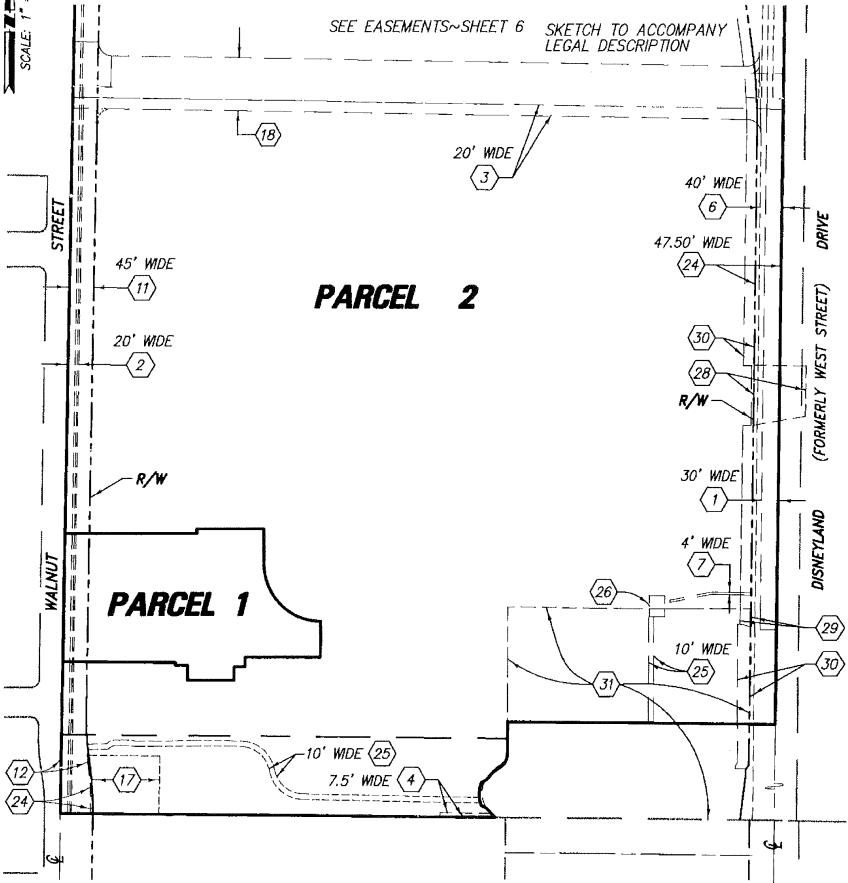 SCALE: 1" =
SEE EASEMENTS~SHEET 6
SKETCH TO ACCOMPANY
LEGAL DESCRIPTION
18
20' WIDE
3
40' WIDE
6
STREET
DRIVE
45' WIDE
11
47.50' WIDE
24
PARCEL 2
20' WIDE
2
30
28
R/W
(FORMERLY WEST STREET)
R/W
30' WIDE
1
4' WIDE
7
WALNUT
DISNEYLAND
PARCEL 1
26
29
10' WIDE
25
30
31
10' WIDE 25
12
17
7.5' WIDE 4
24
℄
℄